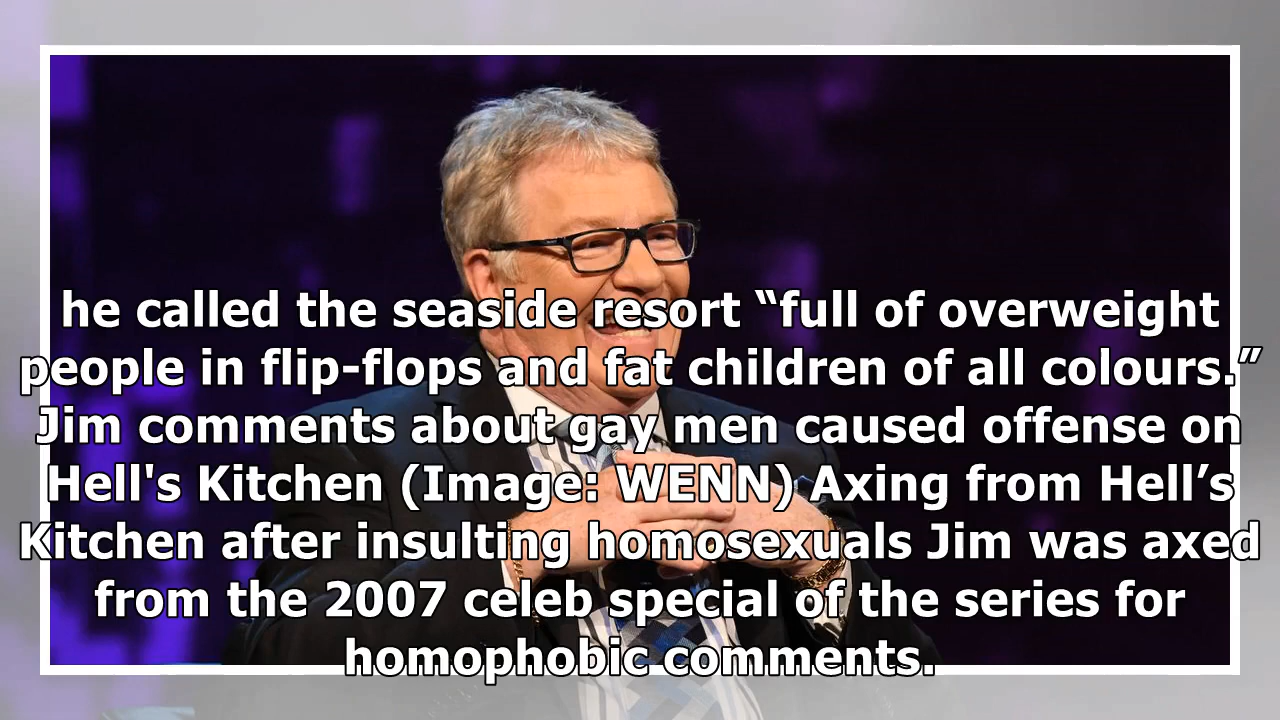 he called the seaside resort “full of overweight
people in flip-flops and fat children of all colours.”
Jim comments about gay men caused offense on
Hell's Kitchen (Image: WENN) Axing from Hell’s
Kitchen after insulting homosexuals Jim was axed
from the 2007 celeb special of the series for
homophobic comments.